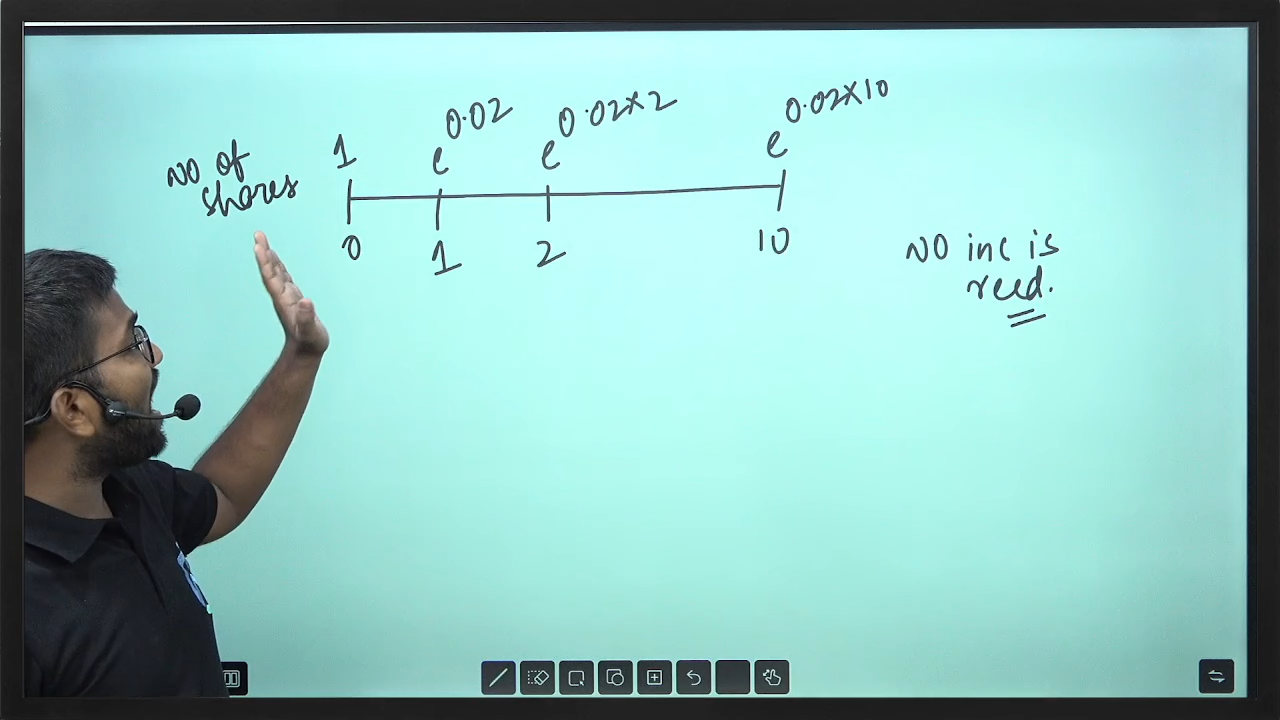 1 e^0.02 e^0.02×2 e^0.02×10
No of
shares
0 1 2 10
NO inc is
recd.